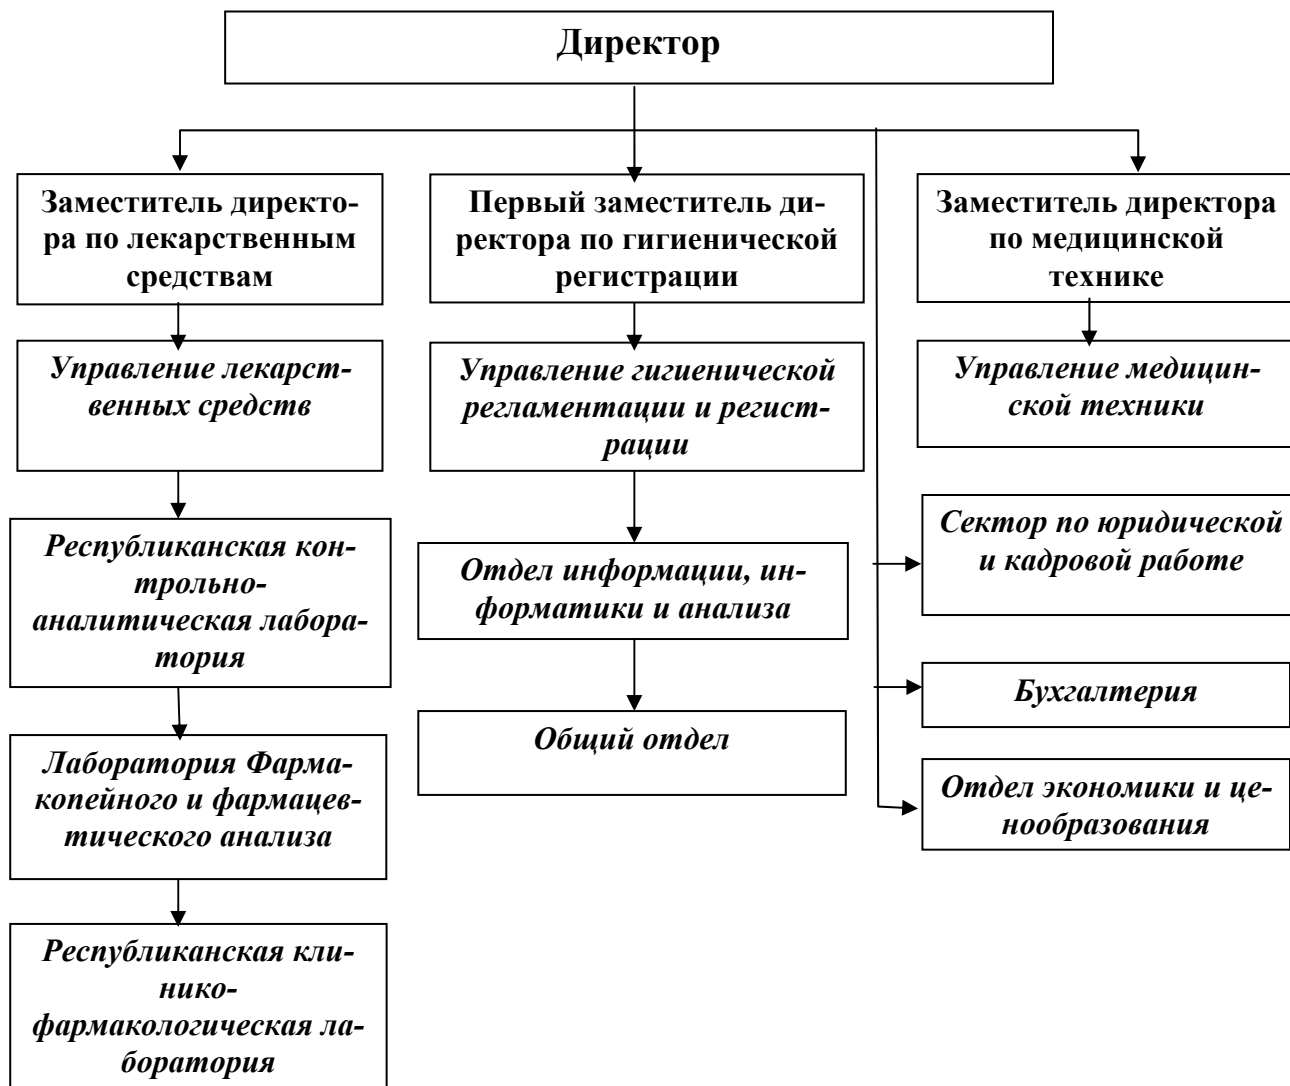 Директор
Заместитель директо-
ра по лекарственным
средствам
Первый заместитель ди-
ректора по гигиенической
регистрации
Заместитель директора
по медицинской
технике
Управление лекарст-
венных средств
Управление гигиенической
регламентации и регист-
рации
Управление медицин-
ской техники
Республиканская кон-
трольно-
аналитическая лабора-
тория
Отдел информации, ин-
форматики и анализа
Сектор по юридической
и кадровой работе
Лаборатория Фарма-
копейного и фармацев-
тического анализа
Общий отдел
Бухгалтерия
Отдел экономики и це-
нообразования
Республиканская кли-
нико-
фармакологическая ла-
боратория